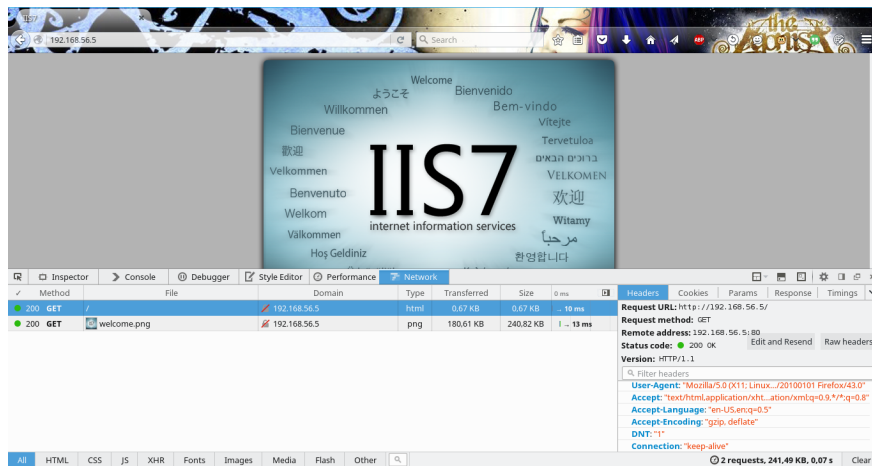 IIS7
the Agonist
192.168.56.5
Search
ABP
Welcome
ようこそ
Bienvenido
Willkommen
Bem-vindo
Vítejte
Bienvenue
Tervetuloa
歡迎
ברוכים הבאים
Velkommen
VELKOMEN
IIS7
Benvenuto
欢迎
Welkom
Witamy
internet information services
Välkommen
مرحباً
Hoş Geldiniz
환영합니다
Inspector Console Debugger Style Editor Performance Network
Method File Domain Type Transferred Size 0 ms Headers Cookies Params Response Timings
200 GET / 192.168.56.5 html 0,67 KB 0,67 KB → 10 ms
200 GET welcome.png 192.168.56.5 png 180,61 KB 240,82 KB → 13 ms
Request URL: http://192.168.56.5/
Request method: GET
Remote address: 192.168.56.5:80
Status code: 200 OK
Edit and Resend Raw headers
Version: HTTP/1.1
Filter headers
User-Agent: "Mozilla/5.0 (X11; Linux.../20100101 Firefox/43.0"
Accept: "text/html,application/xht...ation/xml;q=0.9,*/*;q=0.8"
Accept-Language: "en-US,en;q=0.5"
Accept-Encoding: "gzip, deflate"
DNT: "1"
Connection: "keep-alive"
All HTML CSS JS XHR Fonts Images Media Flash Other
2 requests, 241,49 KB, 0,07 s Clear